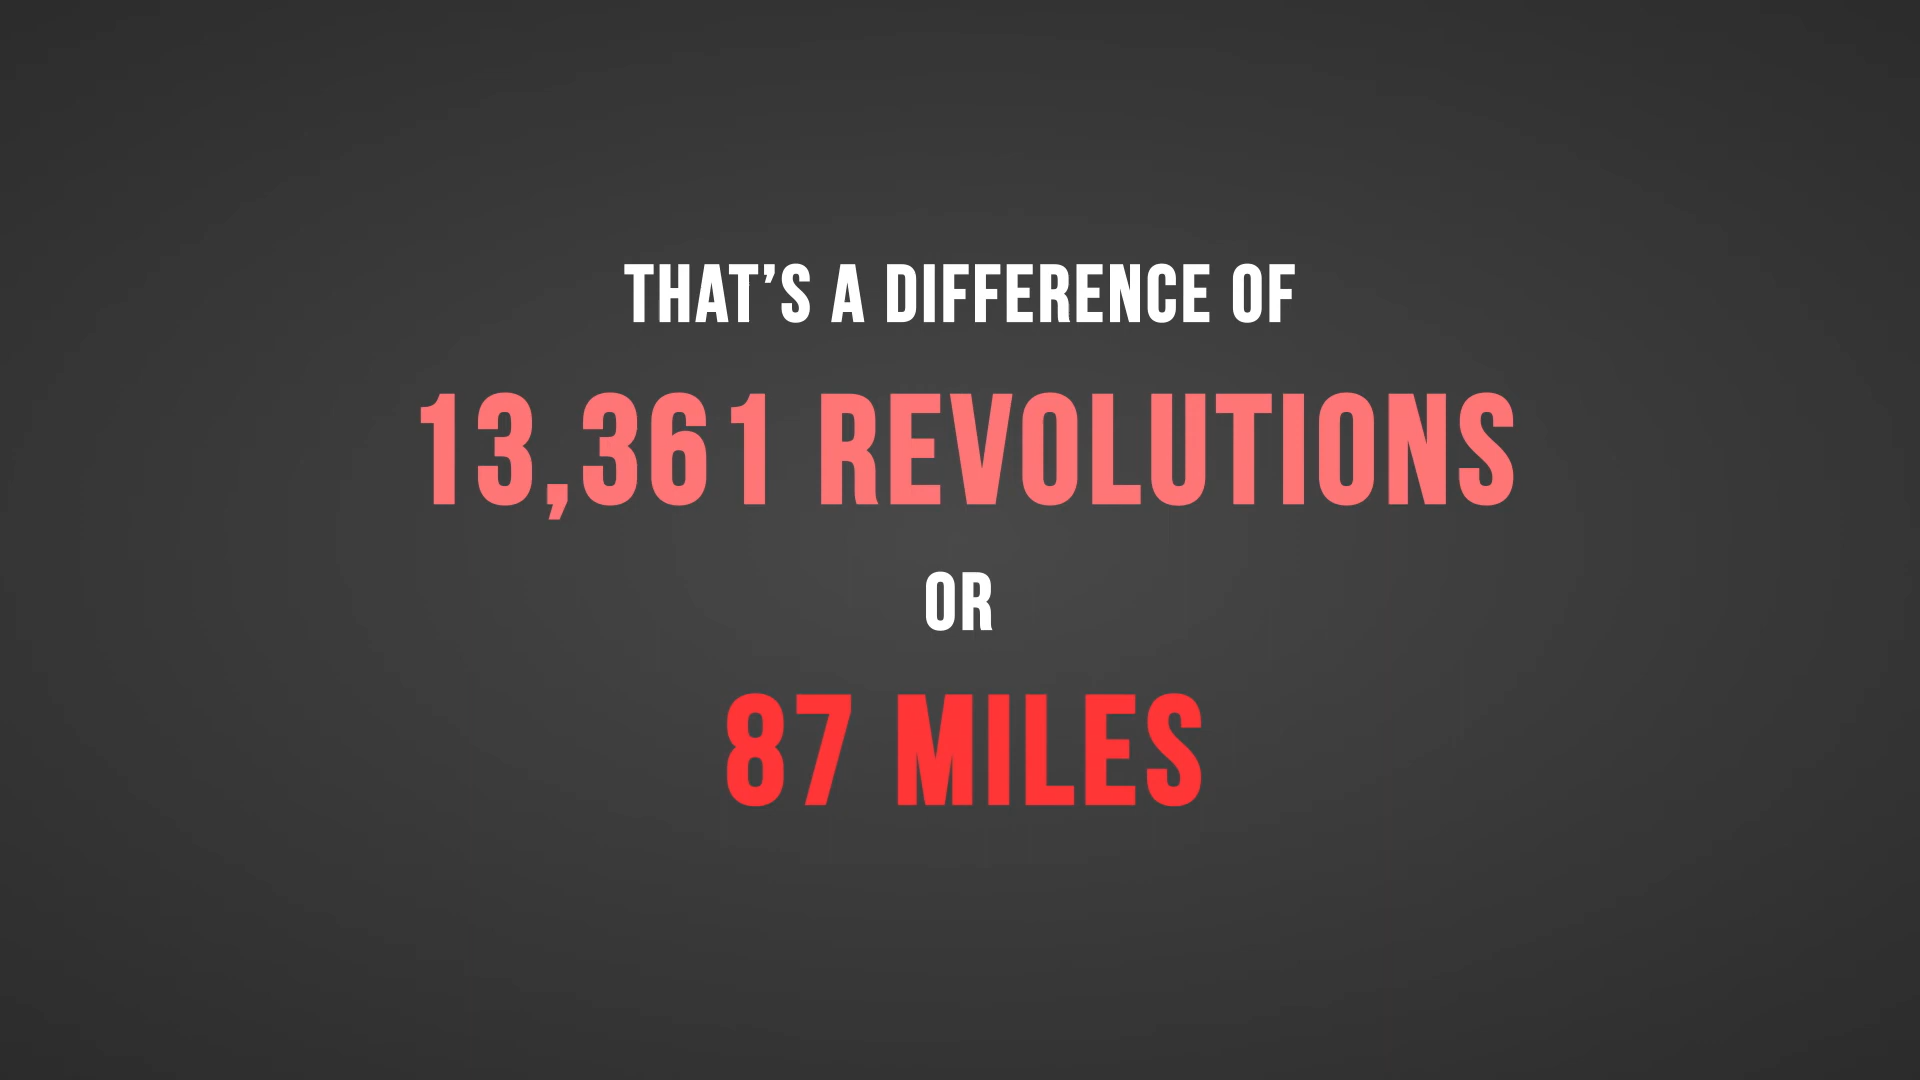 THAT'S A DIFFERENCE OF
13,361 REVOLUTIONS
OR
87 MILES